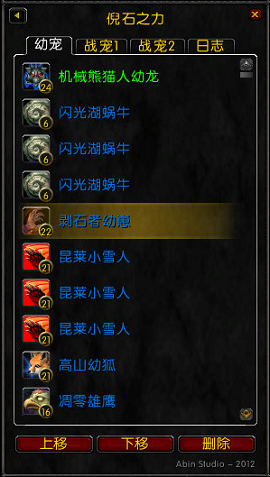 倪石之力
幼宠 战宠1 战宠2 日志
24 机械熊猫人幼龙
6 闪光湖蜗牛
6 闪光湖蜗牛
6 闪光湖蜗牛
22 剥石者幼崽
21 昆莱小雪人
21 昆莱小雪人
21 昆莱小雪人
21 高山幼狐
16 凋零雄鹰
上移 下移 删除
Abin Studio - 2012